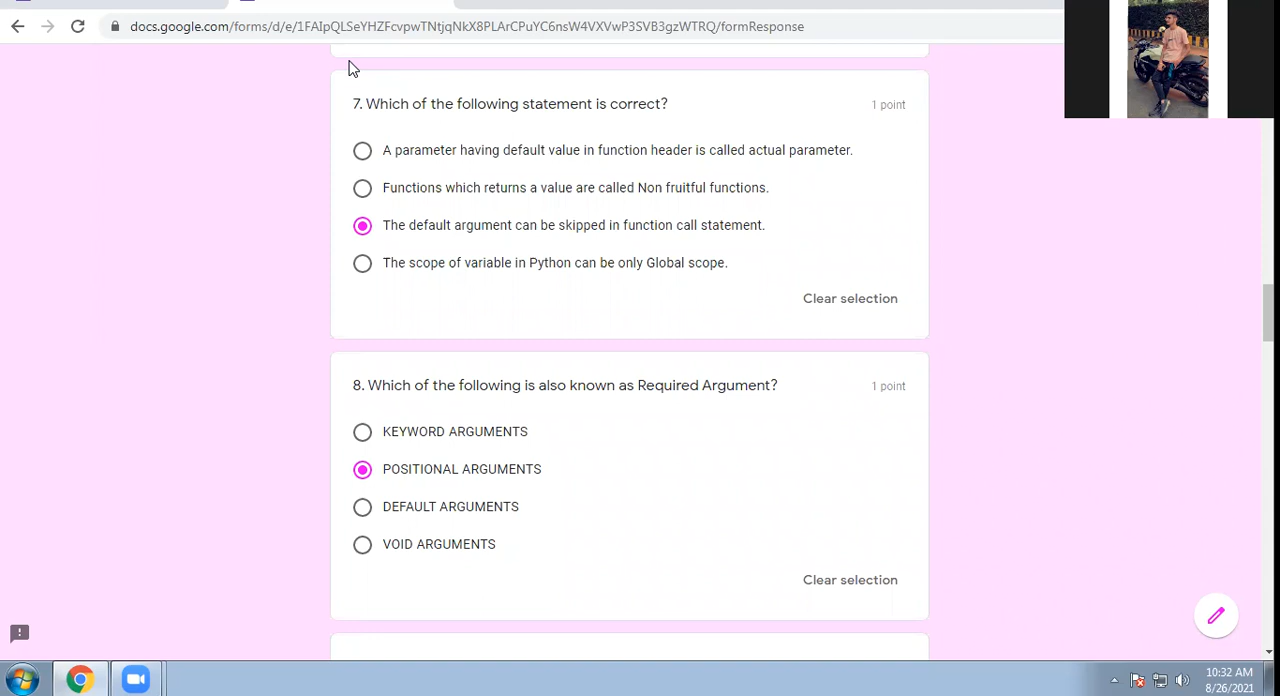 docs.google.com/forms/d/e/1FAIpQLSeYHZFcvpwTNtjqNkX8PLArCPuYC6nsW4VXVwP3SVB3gzWTRQ/formResponse
7. Which of the following statement is correct?
1 point
A parameter having default value in function header is called actual parameter.
Functions which returns a value are called Non fruitful functions.
The default argument can be skipped in function call statement.
The scope of variable in Python can be only Global scope.
Clear selection
8. Which of the following is also known as Required Argument?
1 point
KEYWORD ARGUMENTS
POSITIONAL ARGUMENTS
DEFAULT ARGUMENTS
VOID ARGUMENTS
Clear selection
10:32 AM
8/26/2021